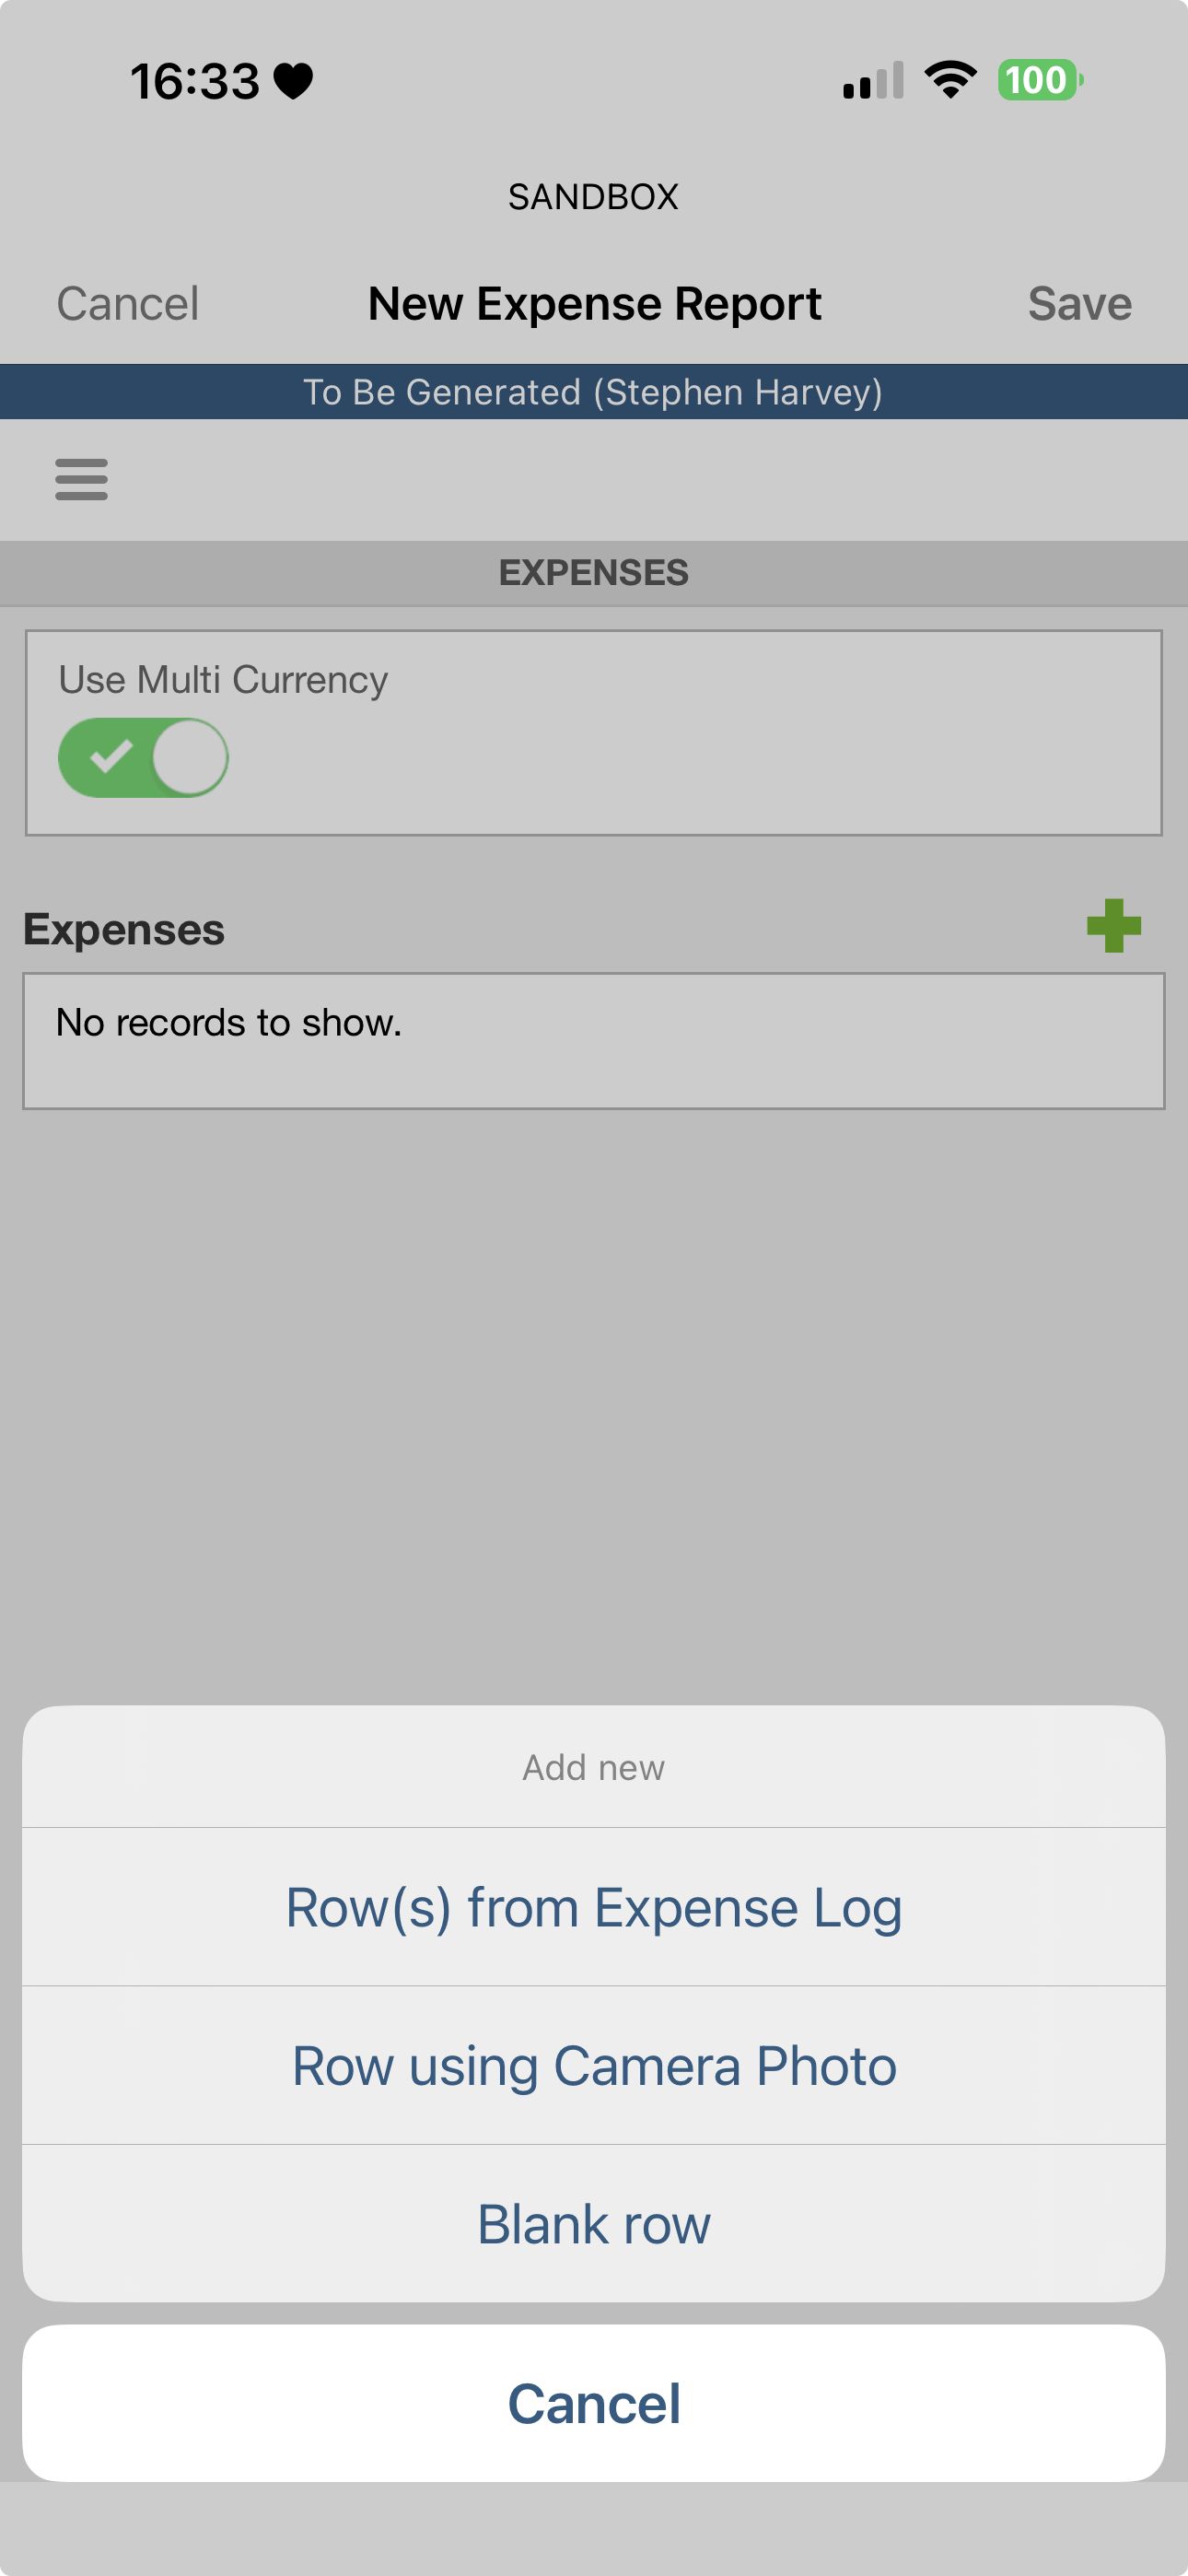 16:33
100
SANDBOX
Cancel New Expense Report Save
To Be Generated (Stephen Harvey)
EXPENSES
Use Multi Currency
Expenses
No records to show.
Add new
Row(s) from Expense Log
Row using Camera Photo
Blank row
Cancel